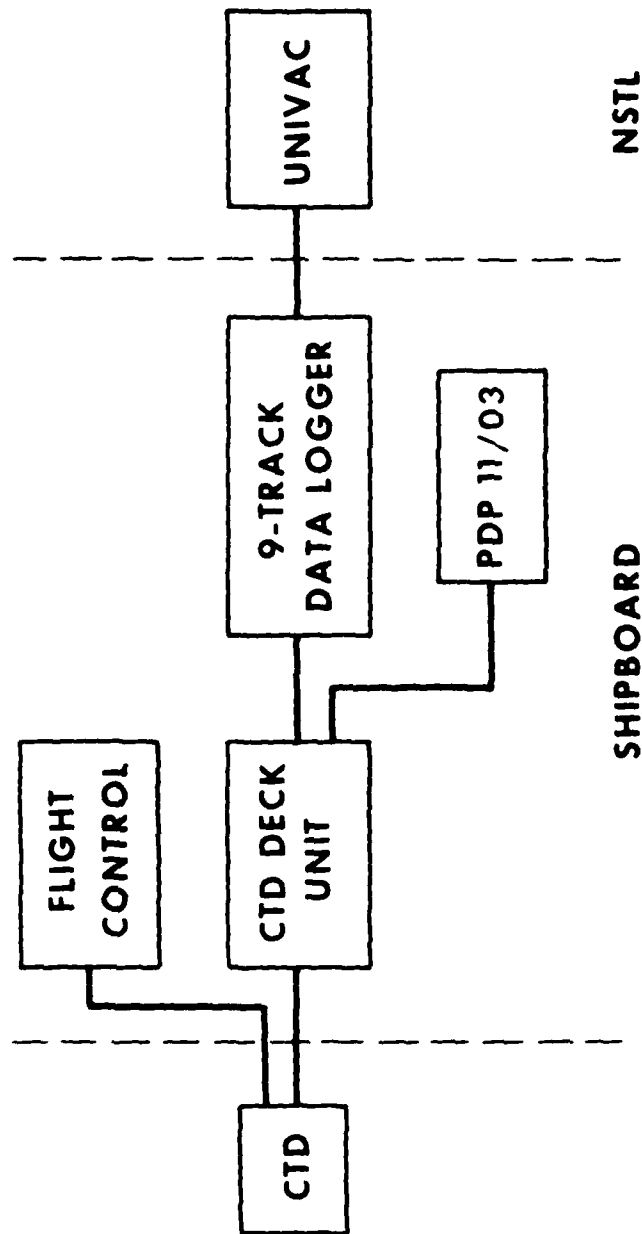 CTD
FLIGHT
CONTROL
CTD DECK
UNIT
9-TRACK
DATA LOGGER
PDP 11/03
UNIVAC
SHIPBOARD
NSTL